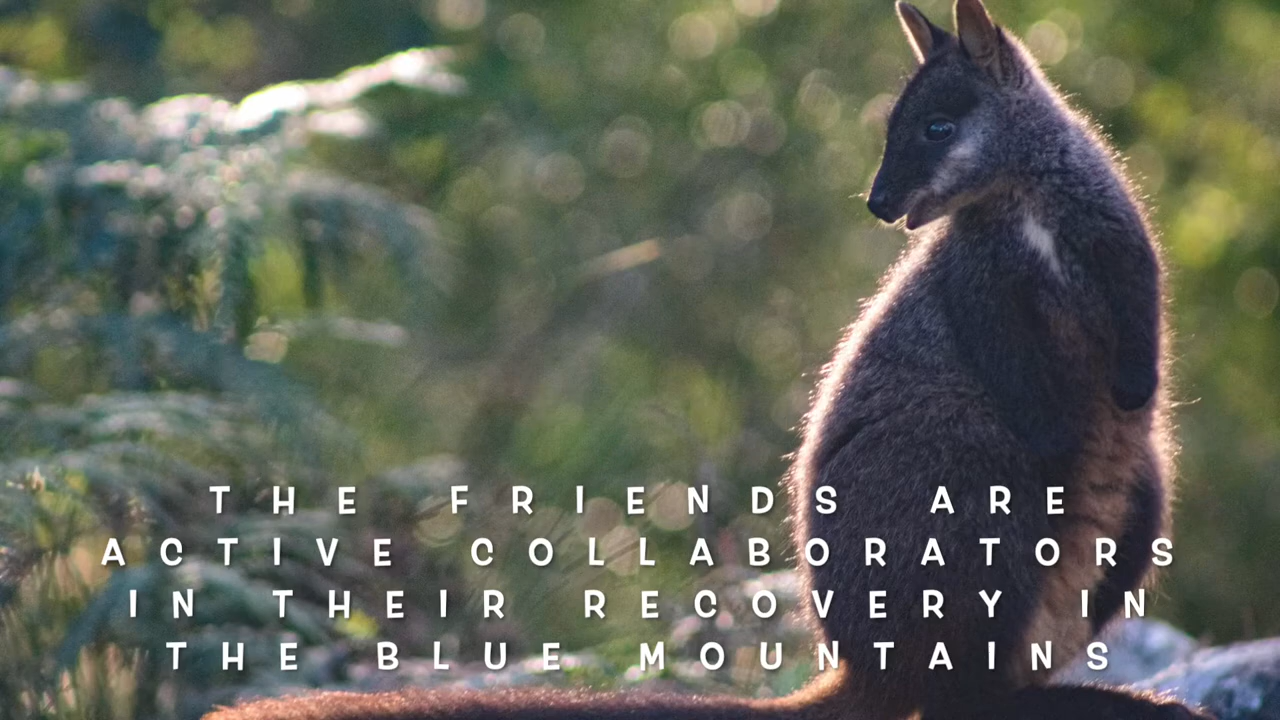 THE FRIENDS ARE
ACTIVE COLLABORATORS
IN THEIR RECOVERY IN
THE BLUE MOUNTAINS